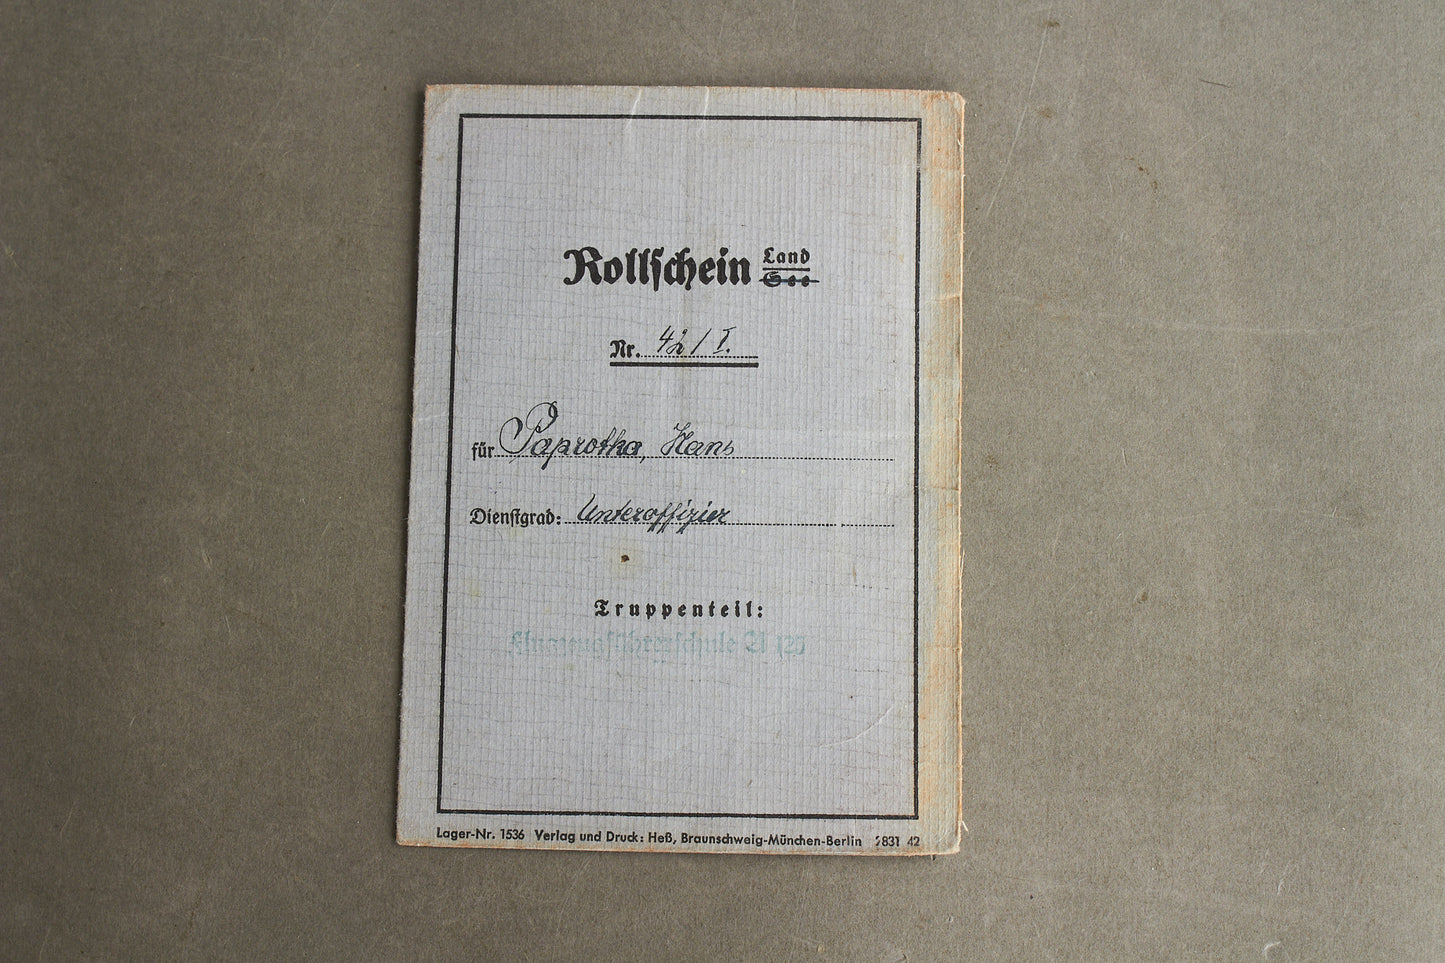 Rollschein Land
See
Nr. 42/I.
für Paprotka, Hans
Dienstgrad: Unteroffizier
Truppenteil:
Flugzeugführerschule A 125
Lager-Nr. 1536 Verlag und Druck: Heß, Braunschweig-München-Berlin 2831 42